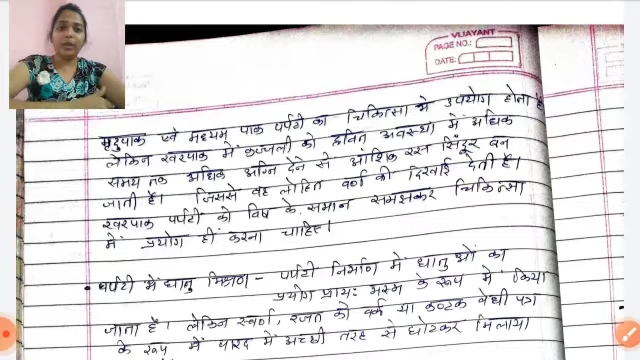 VIJAYANT
PAGE NO.:
DATE:
मृदुपाक एवं मध्यम पाक पर्पटी का चिकित्सा में उपयोग होता है
लेकिन खरपाक में कज्जली को द्रवित अवस्था में अधिक
समय तक अधिक अग्नि देने से आंशिक रस सिंदूर बन
जाती है। जिससे वह लोहित वर्ण की दिखाई देती है।
खरपाक पर्पटी को विष के समान समझकर चिकित्सा
में प्रयोग ही करना चाहिए।
• पर्पटी में धातु मिश्रण - पर्पटी निर्माण में धातुओं का
प्रयोग प्रायः भस्म के रूप में किया
जाता है। लेकिन स्वर्ण, रजत को वर्क या कण्टक वेधी पत्र
के रूप में पारद में अच्छी तरह से घोटकर मिलाया